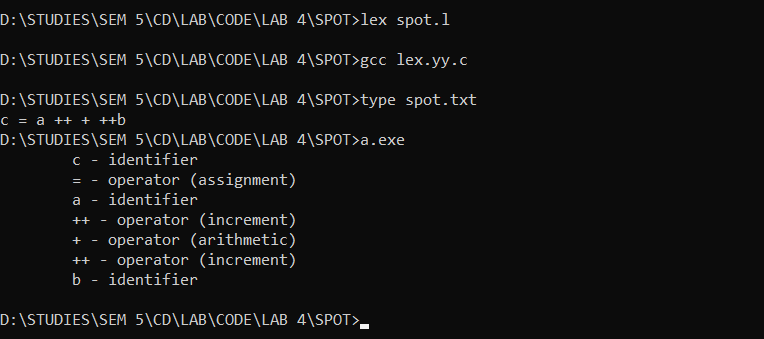 D:\STUDIES\SEM 5\CD\LAB\CODE\LAB 4\SPOT>lex spot.l
D:\STUDIES\SEM 5\CD\LAB\CODE\LAB 4\SPOT>gcc lex.yy.c
D:\STUDIES\SEM 5\CD\LAB\CODE\LAB 4\SPOT>type spot.txt
c = a ++ + ++b
D:\STUDIES\SEM 5\CD\LAB\CODE\LAB 4\SPOT>a.exe
c - identifier
= - operator (assignment)
a - identifier
++ - operator (increment)
+ - operator (arithmetic)
++ - operator (increment)
b - identifier
D:\STUDIES\SEM 5\CD\LAB\CODE\LAB 4\SPOT>